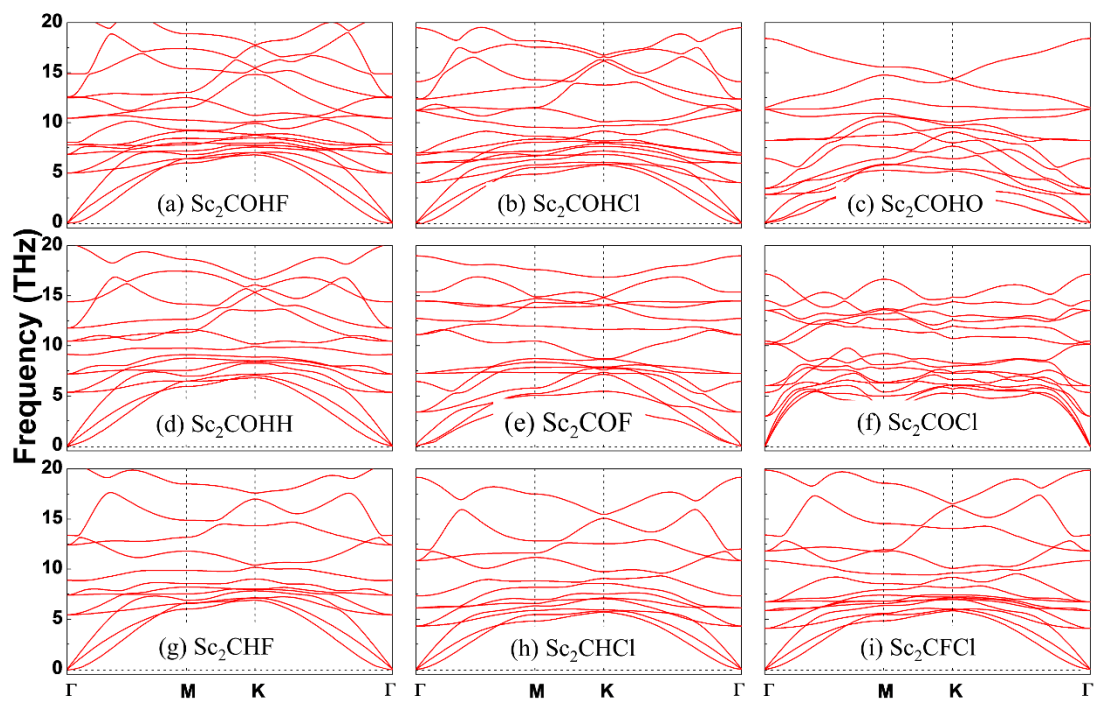 Frequency (THz)
20
15
10
5
0
(a) Sc₂COHF
(b) Sc₂COHCl
(c) Sc₂COHO
20
15
10
5
0
(d) Sc₂COHH
(e) Sc₂COF
(f) Sc₂COCl
20
15
10
5
0
(g) Sc₂CHF
(h) Sc₂CHCl
(i) Sc₂CFCl
Γ M K Γ Γ M K Γ Γ M K Γ